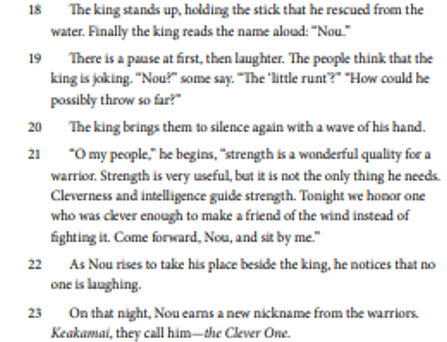 18 The king stands up, holding the stick that he rescued from the
water. Finally the king reads the name aloud: “Nou.”
19 There is a pause at first, then laughter. The people think that the
king is joking. “Nou?” some say. “The ‘little runt’?” “How could he
possibly throw so far?”
20 The king brings them to silence again with a wave of his hand.
21 “O my people,” he begins, “strength is a wonderful quality for a
warrior. Strength is very useful, but it is not the only thing he needs.
Cleverness and intelligence guide strength. Tonight we honor one
who was clever enough to make a friend of the wind instead of
fighting it. Come forward, Nou, and sit by me.”
22 As Nou rises to take his place beside the king, he notices that no
one is laughing.
23 On that night, Nou earns a new nickname from the warriors.
Keakamai, they call him—the Clever One.